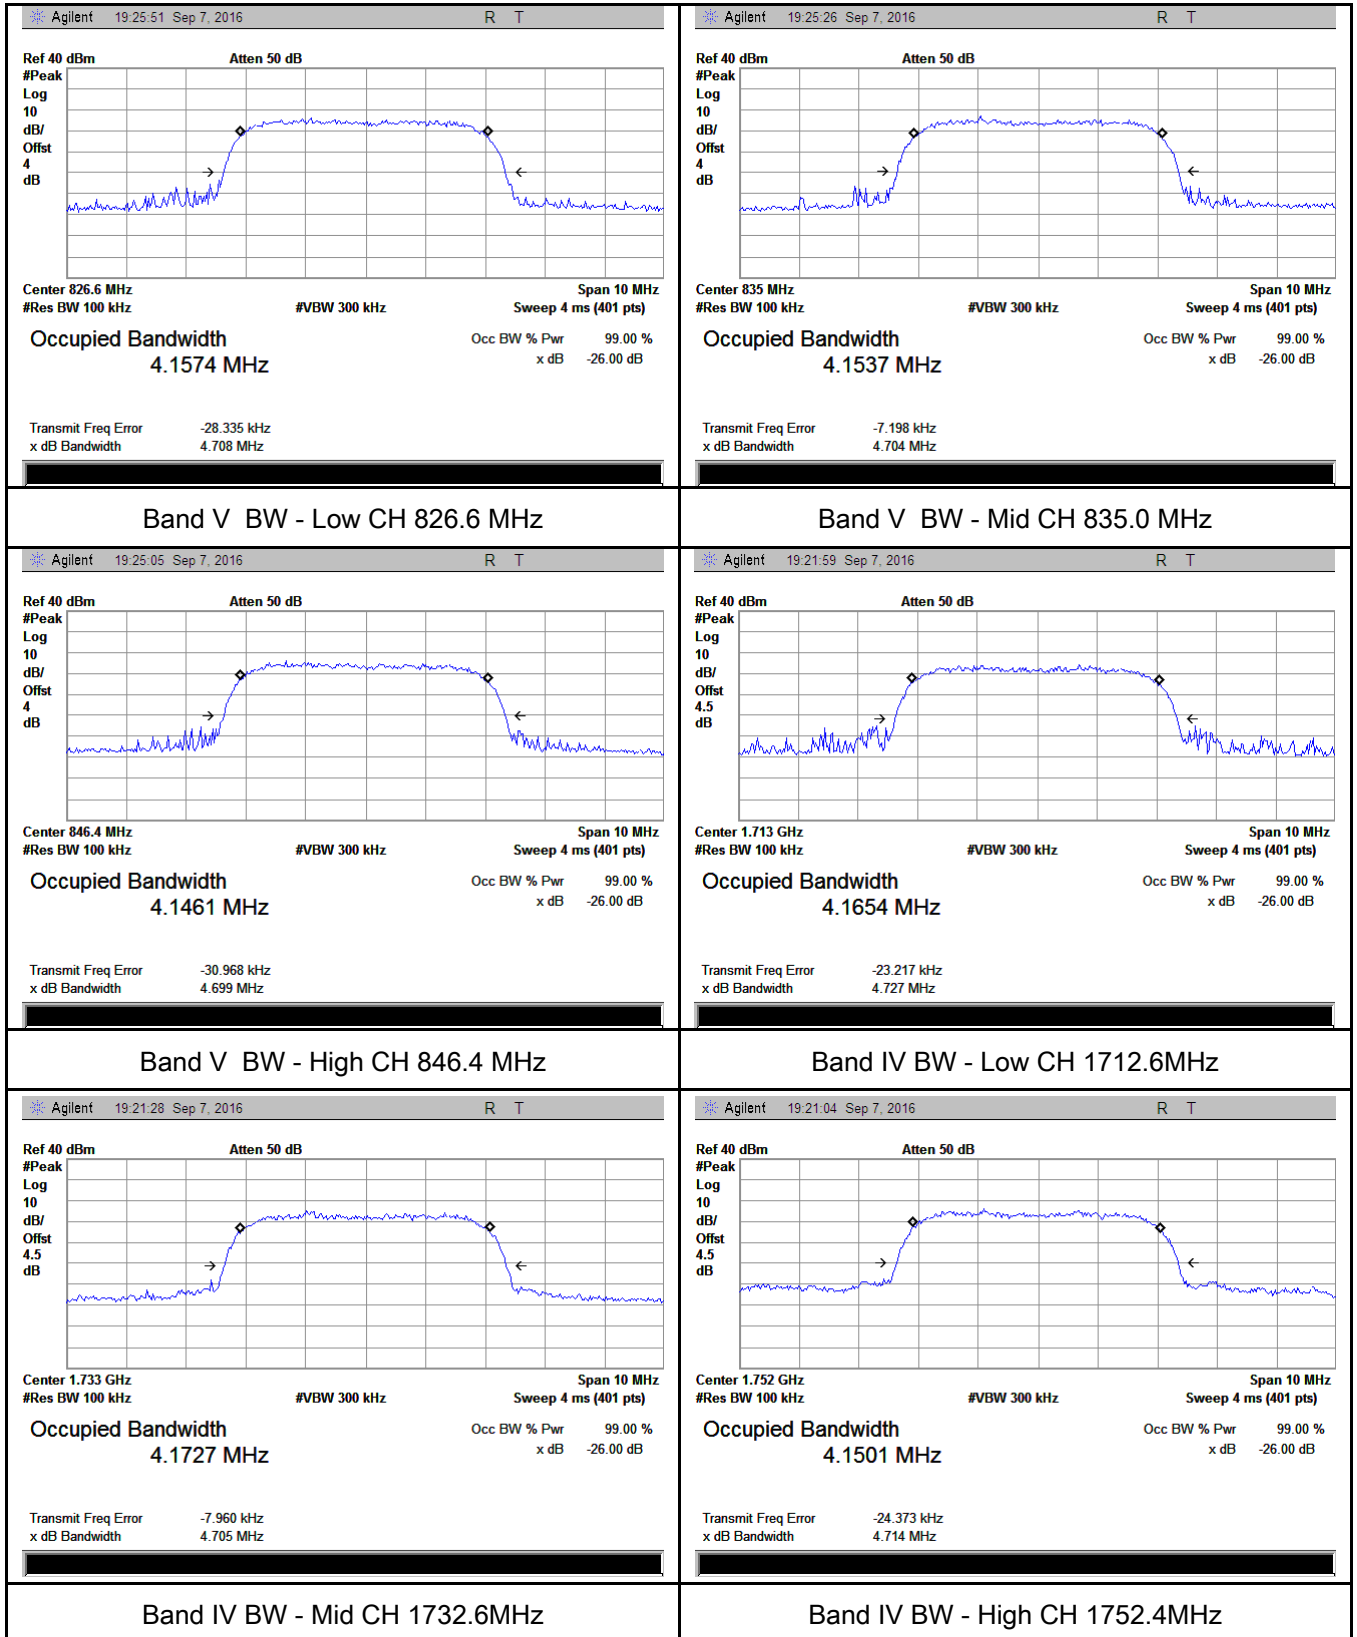 Agilent 19:25:51 Sep 7, 2016 R T
Ref 40 dBm Atten 50 dB
#Peak
Log
10
dB/
Offst
4
dB
Center 826.6 MHz Span 10 MHz
#Res BW 100 kHz #VBW 300 kHz Sweep 4 ms (401 pts)
Occupied Bandwidth Occ BW % Pwr 99.00 %
4.1574 MHz x dB -26.00 dB
Transmit Freq Error -28.335 kHz
x dB Bandwidth 4.708 MHz
Band V BW - Low CH 826.6 MHz
Agilent 19:25:26 Sep 7, 2016 R T
Ref 40 dBm Atten 50 dB
#Peak
Log
10
dB/
Offst
4
dB
Center 835 MHz Span 10 MHz
#Res BW 100 kHz #VBW 300 kHz Sweep 4 ms (401 pts)
Occupied Bandwidth Occ BW % Pwr 99.00 %
4.1537 MHz x dB -26.00 dB
Transmit Freq Error -7.198 kHz
x dB Bandwidth 4.704 MHz
Band V BW - Mid CH 835.0 MHz
Agilent 19:25:05 Sep 7, 2016 R T
Ref 40 dBm Atten 50 dB
#Peak
Log
10
dB/
Offst
4
dB
Center 846.4 MHz Span 10 MHz
#Res BW 100 kHz #VBW 300 kHz Sweep 4 ms (401 pts)
Occupied Bandwidth Occ BW % Pwr 99.00 %
4.1461 MHz x dB -26.00 dB
Transmit Freq Error -30.968 kHz
x dB Bandwidth 4.699 MHz
Band V BW - High CH 846.4 MHz
Agilent 19:21:59 Sep 7, 2016 R T
Ref 40 dBm Atten 50 dB
#Peak
Log
10
dB/
Offst
4.5
dB
Center 1.713 GHz Span 10 MHz
#Res BW 100 kHz #VBW 300 kHz Sweep 4 ms (401 pts)
Occupied Bandwidth Occ BW % Pwr 99.00 %
4.1654 MHz x dB -26.00 dB
Transmit Freq Error -23.217 kHz
x dB Bandwidth 4.727 MHz
Band IV BW - Low CH 1712.6MHz
Agilent 19:21:28 Sep 7, 2016 R T
Ref 40 dBm Atten 50 dB
#Peak
Log
10
dB/
Offst
4.5
dB
Center 1.733 GHz Span 10 MHz
#Res BW 100 kHz #VBW 300 kHz Sweep 4 ms (401 pts)
Occupied Bandwidth Occ BW % Pwr 99.00 %
4.1727 MHz x dB -26.00 dB
Transmit Freq Error -7.960 kHz
x dB Bandwidth 4.705 MHz
Band IV BW - Mid CH 1732.6MHz
Agilent 19:21:04 Sep 7, 2016 R T
Ref 40 dBm Atten 50 dB
#Peak
Log
10
dB/
Offst
4.5
dB
Center 1.752 GHz Span 10 MHz
#Res BW 100 kHz #VBW 300 kHz Sweep 4 ms (401 pts)
Occupied Bandwidth Occ BW % Pwr 99.00 %
4.1501 MHz x dB -26.00 dB
Transmit Freq Error -24.373 kHz
x dB Bandwidth 4.714 MHz
Band IV BW - High CH 1752.4MHz